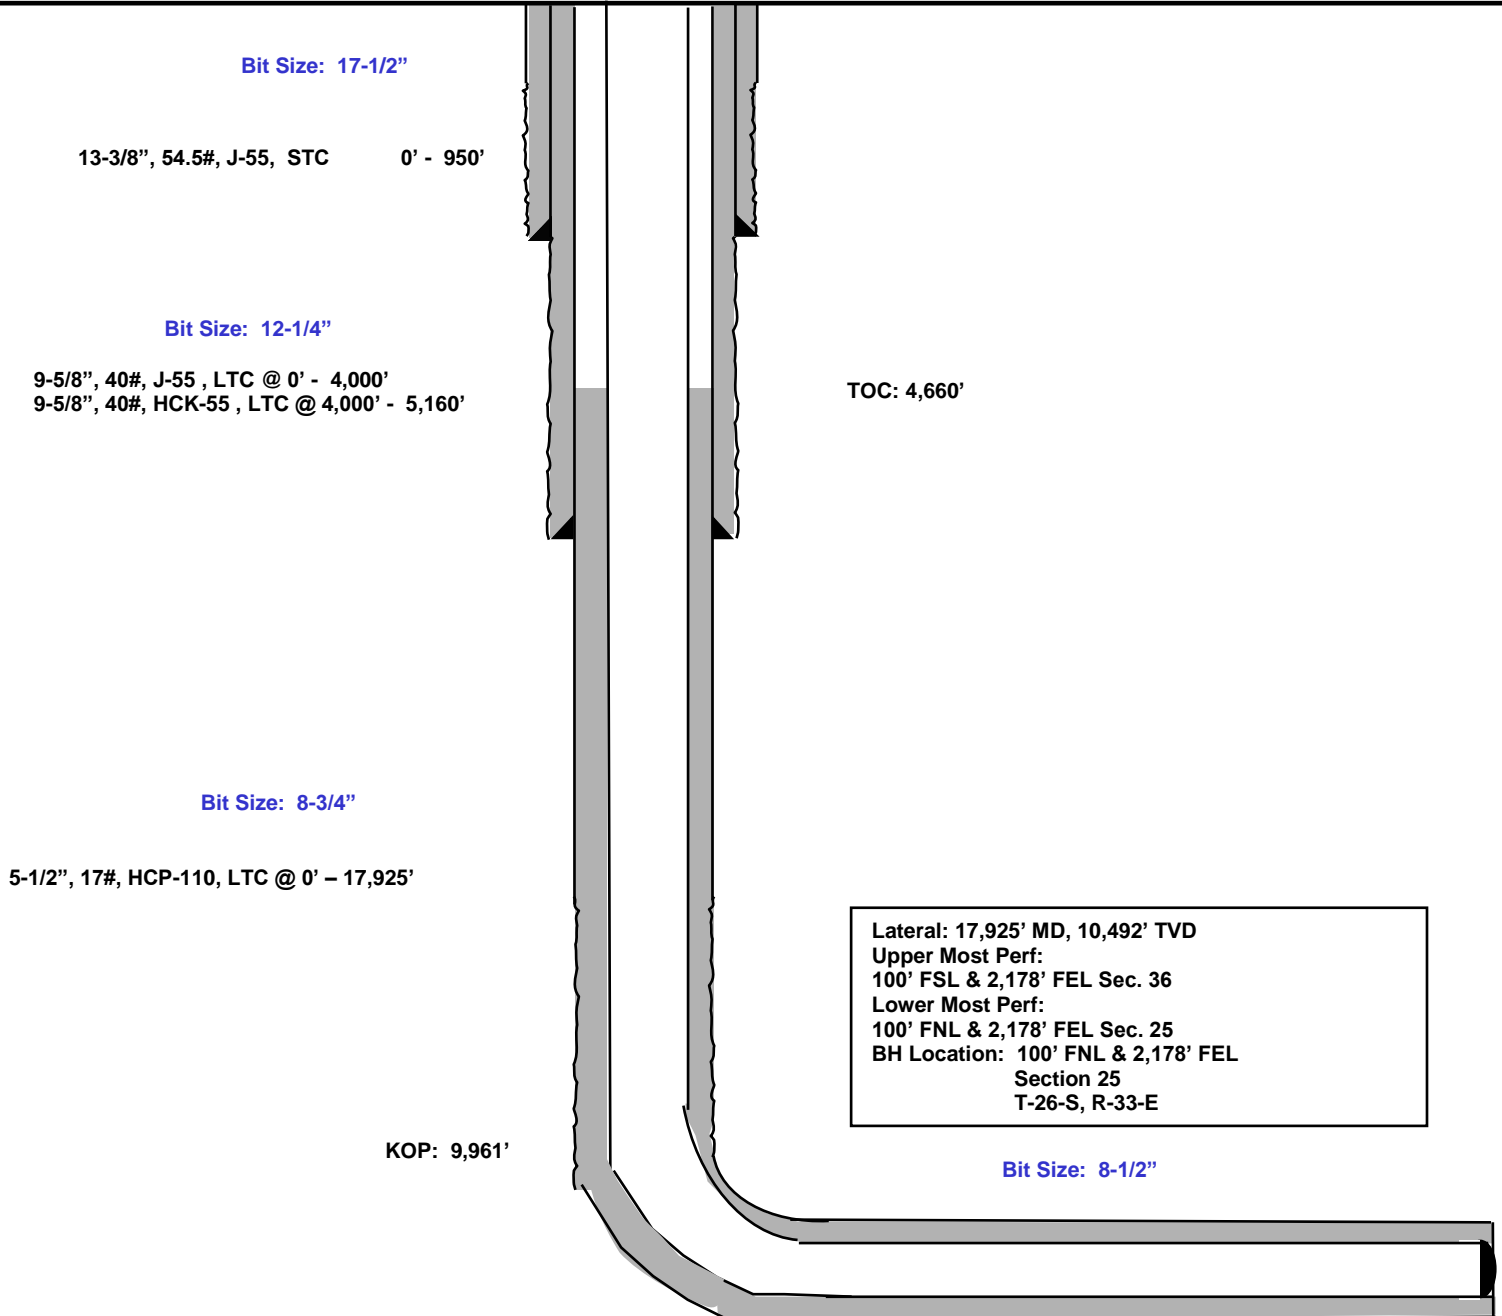 Bit Size:  17-1/2”
13-3/8”, 54.5#, J-55,  STC 0’ -  950’
Bit Size:  12-1/4”
9-5/8”, 40#, J-55 , LTC @ 0’ -  4,000’
9-5/8”, 40#, HCK-55 , LTC @ 4,000’ -  5,160’
TOC: 4,660’
Bit Size:  8-3/4”
5-1/2”, 17#, HCP-110, LTC @ 0’ – 17,925’
Lateral: 17,925’ MD, 10,492’ TVD
Upper Most Perf:
100’ FSL & 2,178’ FEL Sec. 36
Lower Most Perf:
100’ FNL & 2,178’ FEL Sec. 25
BH Location:  100’ FNL & 2,178’ FEL
Section 25
T-26-S, R-33-E
KOP:  9,961’
Bit Size:  8-1/2”